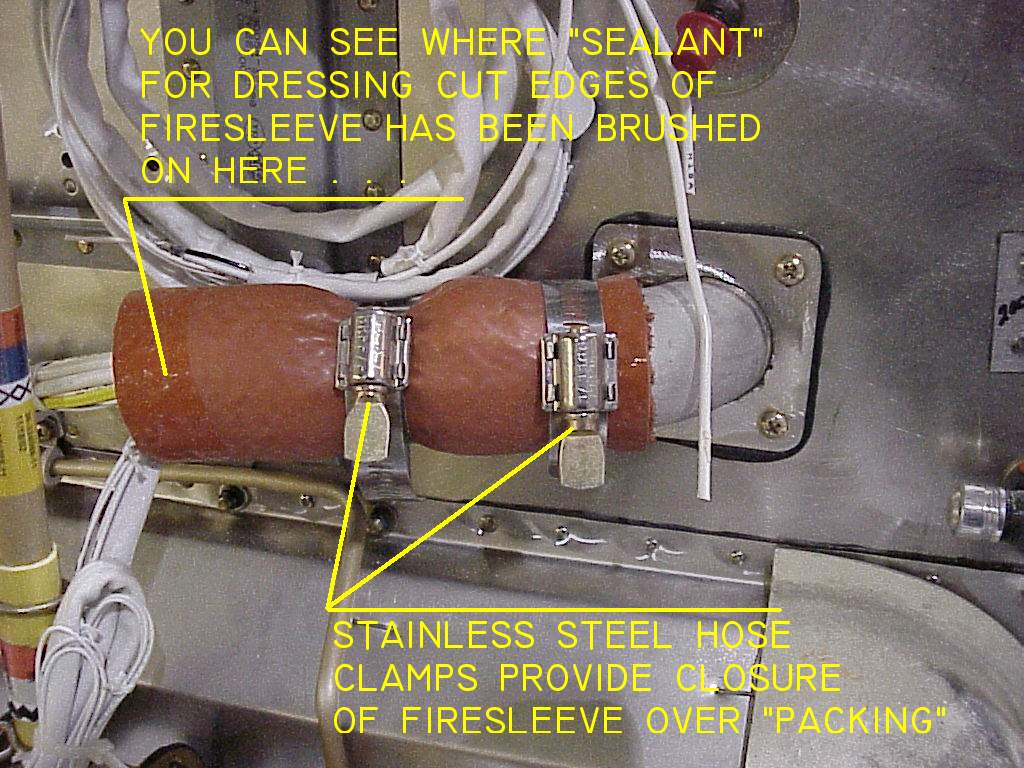 YOU CAN SEE WHERE "SEALANT"
FOR DRESSING CUT EDGES OF
FIRESLEEVE HAS BEEN BRUSHED
ON HERE . . .
STAINLESS STEEL HOSE
CLAMPS PROVIDE CLOSURE
OF FIRESLEEVE OVER "PACKING"